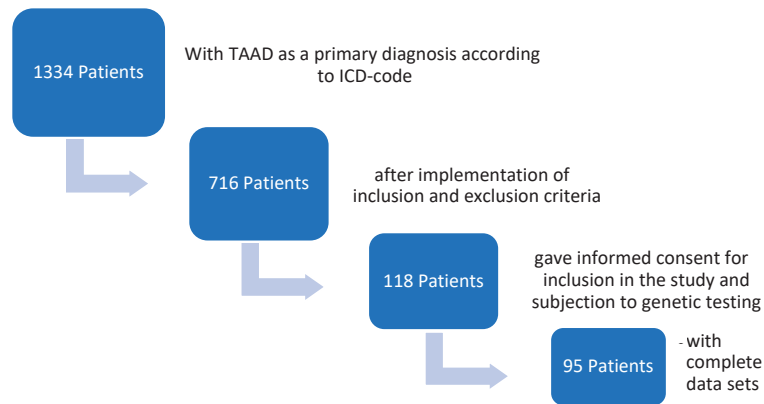 1334 Patients
With TAAD as a primary diagnosis according
to ICD-code
716 Patients
after implementation of
inclusion and exclusion criteria
118 Patients
gave informed consent for
inclusion in the study and
subjection to genetic testing
95 Patients
- with
complete
data sets